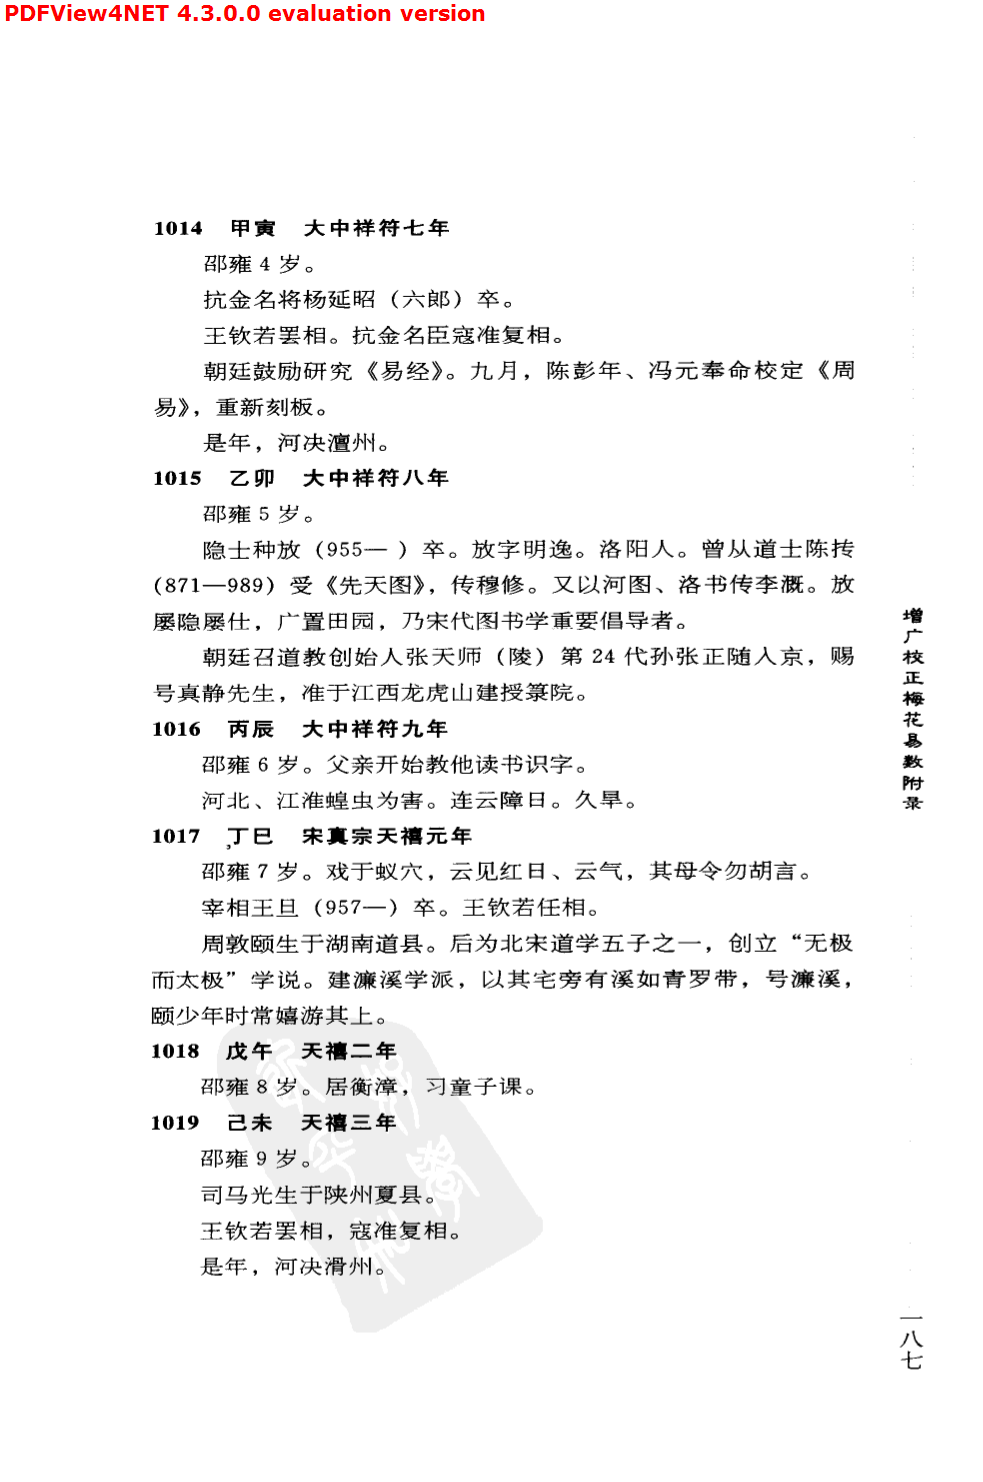 PDFView4NET 4.3.0.0 evaluation version
1014 甲寅 大中祥符七年
邵雍 4 岁。
抗金名将杨延昭（六郎）卒。
王钦若罢相。抗金名臣寇准复相。
朝廷鼓励研究《易经》。九月，陈彭年、冯元奉命校定《周
易》，重新刻板。
是年，河决澶州。
1015 乙卯 大中祥符八年
邵雍 5 岁。
隐士种放（955— ）卒。放字明逸。洛阳人。曾从道士陈抟
（871—989）受《先天图》，传穆修。又以河图、洛书传李溉。放
屡隐屡仕，广置田园，乃宋代图书学重要倡导者。
朝廷召道教创始人张天师（陵）第 24 代孙张正随入京，赐
号真静先生，准于江西龙虎山建授箓院。
1016 丙辰 大中祥符九年
邵雍 6 岁。父亲开始教他读书识字。
河北、江淮蝗虫为害。连云障日。久旱。
1017 丁巳 宋真宗天禧元年
邵雍 7 岁。戏于蚁穴，云见红日、云气，其母令勿胡言。
宰相王旦（957—）卒。王钦若任相。
周敦颐生于湖南道县。后为北宋道学五子之一，创立“无极
而太极”学说。建濂溪学派，以其宅旁有溪如青罗带，号濂溪，
颐少年时常嬉游其上。
1018 戊午 天禧二年
邵雍 8 岁。居衡漳，习童子课。
1019 己未 天禧三年
邵雍 9 岁。
司马光生于陕州夏县。
王钦若罢相，寇准复相。
是年，河决滑州。
增广校正梅花易数附录
一八七